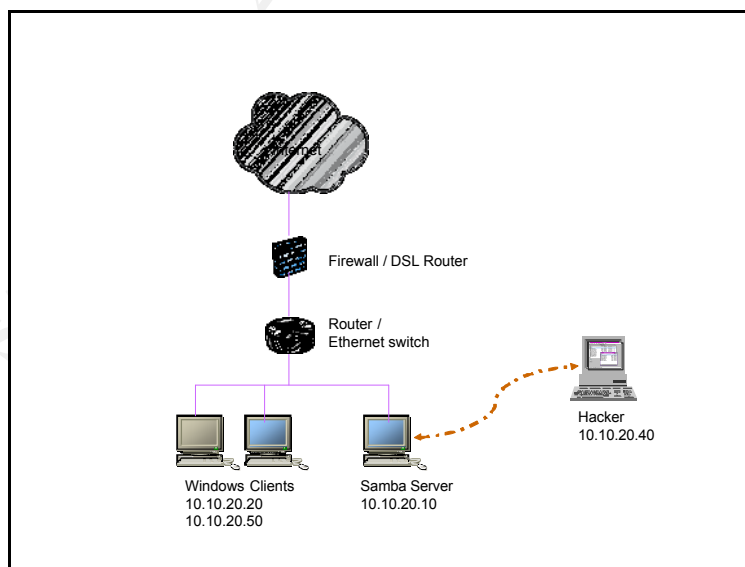 Internet
Firewall / DSL Router
Router /
Ethernet switch
Hacker
10.10.20.40
Windows Clients
10.10.20.20
10.10.20.50
Samba Server
10.10.20.10